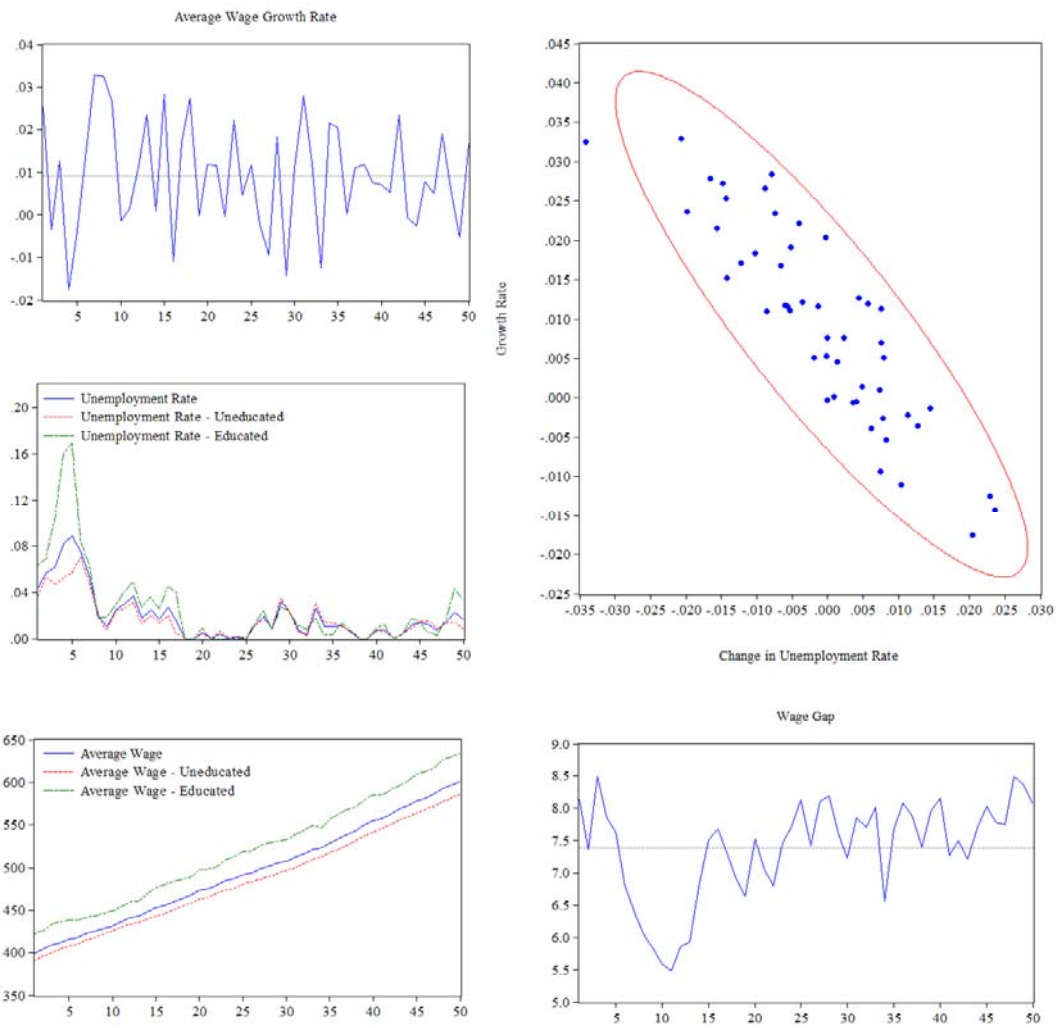 Average Wage Growth Rate
.04
.03
.02
.01
.00
-.01
-.02
5 10 15 20 25 30 35 40 45 50
.045
.040
.035
.030
.025
.020
.015
.010
.005
.000
-.005
-.010
-.015
-.020
-.025
Growth Rate
-.035 -.030 -.025 -.020 -.015 -.010 -.005 .000 .005 .010 .015 .020 .025 .030
Change in Unemployment Rate
Unemployment Rate
Unemployment Rate - Uneducated
Unemployment Rate - Educated
.20
.16
.12
.08
.04
.00
5 10 15 20 25 30 35 40 45 50
Average Wage
Average Wage - Uneducated
Average Wage - Educated
650
600
550
500
450
400
350
5 10 15 20 25 30 35 40 45 50
Wage Gap
9.0
8.5
8.0
7.5
7.0
6.5
6.0
5.5
5.0
5 10 15 20 25 30 35 40 45 50